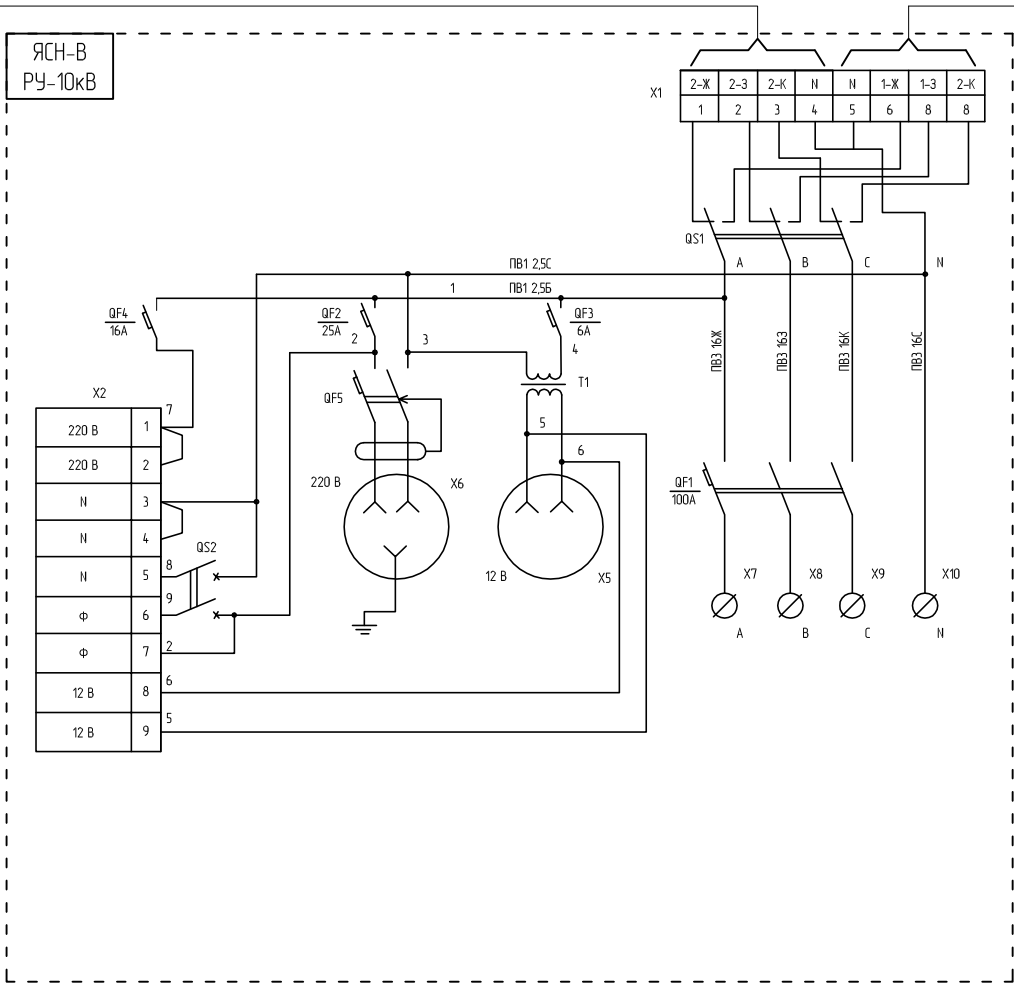 ЯСН-В
РУ-10кВ
X1
2-Ж 2-З 2-К N N 1-Ж 1-З 2-К
1 2 3 4 5 6 8 8
QS1
A B C N
ПВ1 2,5С
1 ПВ1 2,5Б
QF4
16А
QF2
25А
2
3
QF3
6А
4
ПВ3 16Ж
ПВ3 16З
ПВ3 16К
ПВ3 16С
T1
QF5
X2
7
220 В 1
220 В 2
N 3
N 4
N 5
Ф 6
Ф 7
12 В 8
12 В 9
QS2
8
9
2
6
5
5
6
220 В
X6
12 В
X5
QF1
100А
X7 X8 X9 X10
A B C N